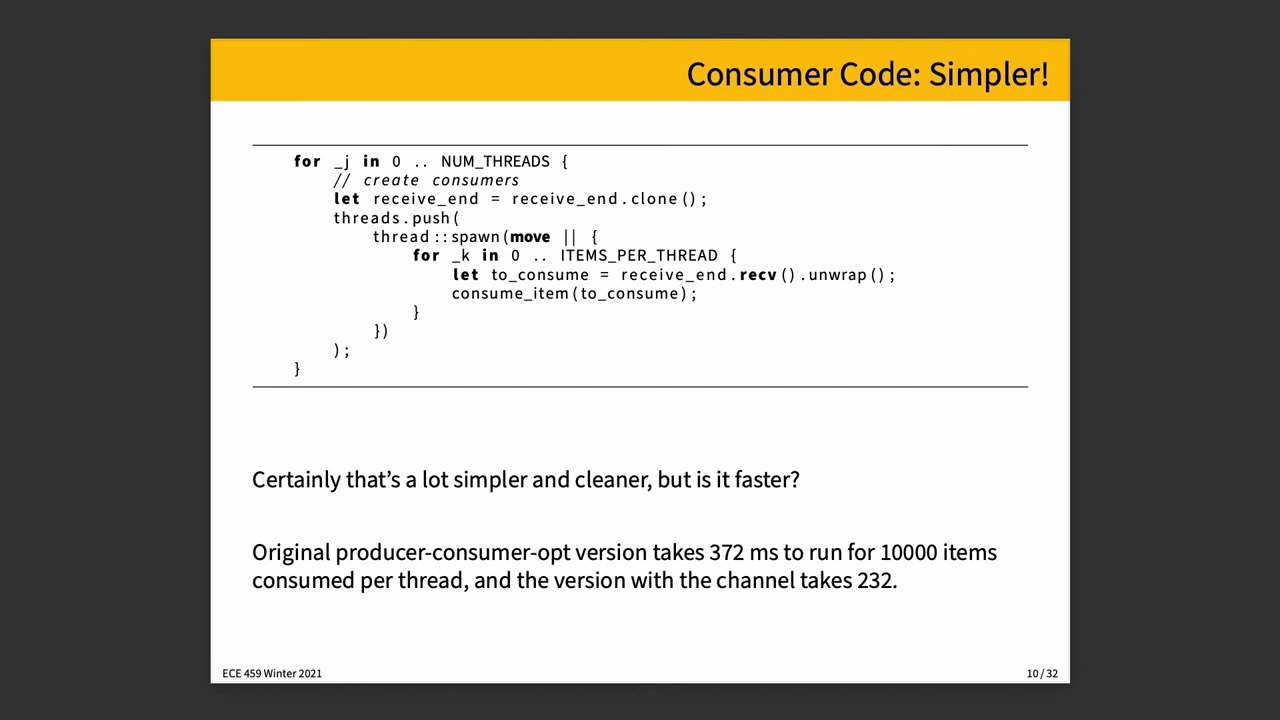 Consumer Code: Simpler!
for _j in 0 .. NUM_THREADS {
// create consumers
let receive_end = receive_end.clone();
threads.push(
thread::spawn(move || {
for _k in 0 .. ITEMS_PER_THREAD {
let to_consume = receive_end.recv().unwrap();
consume_item(to_consume);
}
})
);
}
Certainly that’s a lot simpler and cleaner, but is it faster?
Original producer-consumer-opt version takes 372 ms to run for 10000 items
consumed per thread, and the version with the channel takes 232.
ECE 459 Winter 2021
10 / 32